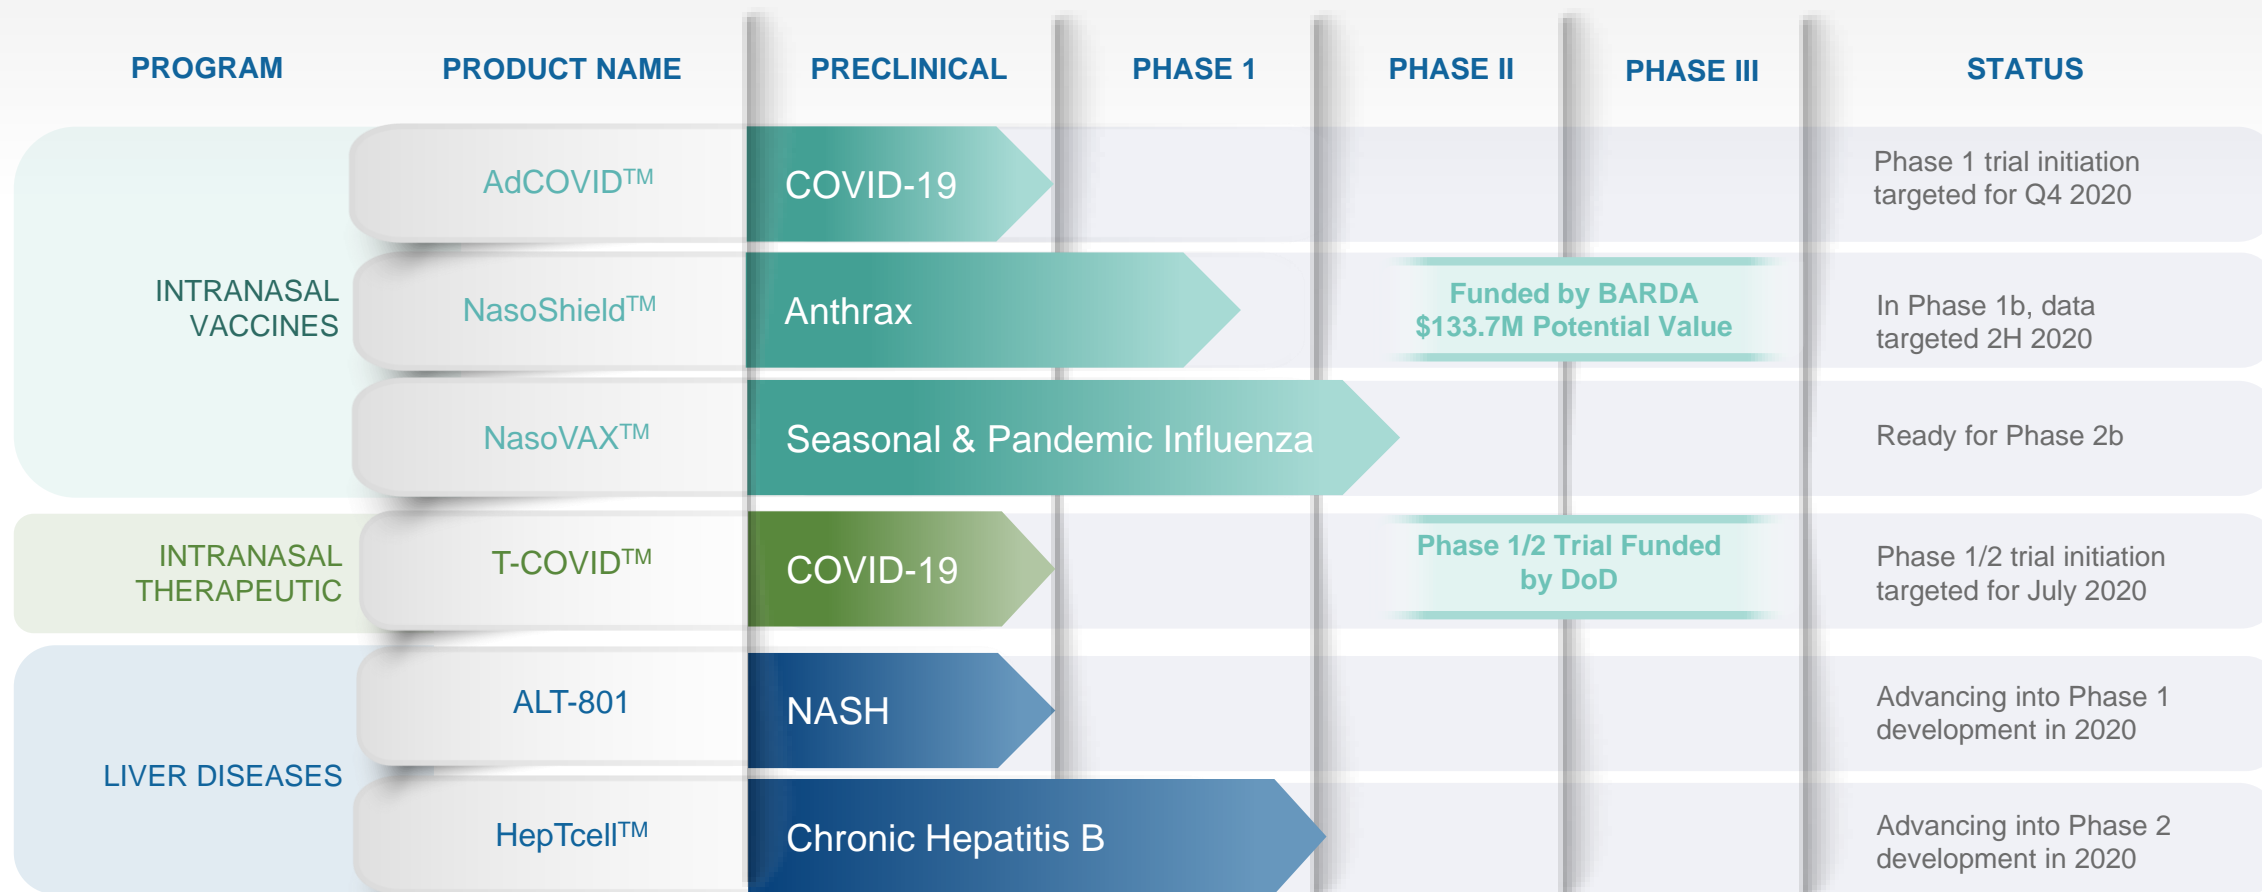 PROGRAM PRODUCT NAME PRECLINICAL PHASE 1 PHASE II PHASE III STATUS
INTRANASAL
VACCINES
AdCOVID™
COVID-19
Phase 1 trial initiation
targeted for Q4 2020
NasoShield™
Anthrax
Funded by BARDA
$133.7M Potential Value
In Phase 1b, data
targeted 2H 2020
NasoVAX™
Seasonal & Pandemic Influenza
Ready for Phase 2b
INTRANASAL
THERAPEUTIC
T-COVID™
COVID-19
Phase 1/2 Trial Funded
by DoD
Phase 1/2 trial initiation
targeted for July 2020
LIVER DISEASES
ALT-801
NASH
Advancing into Phase 1
development in 2020
HepTcell™
Chronic Hepatitis B
Advancing into Phase 2
development in 2020